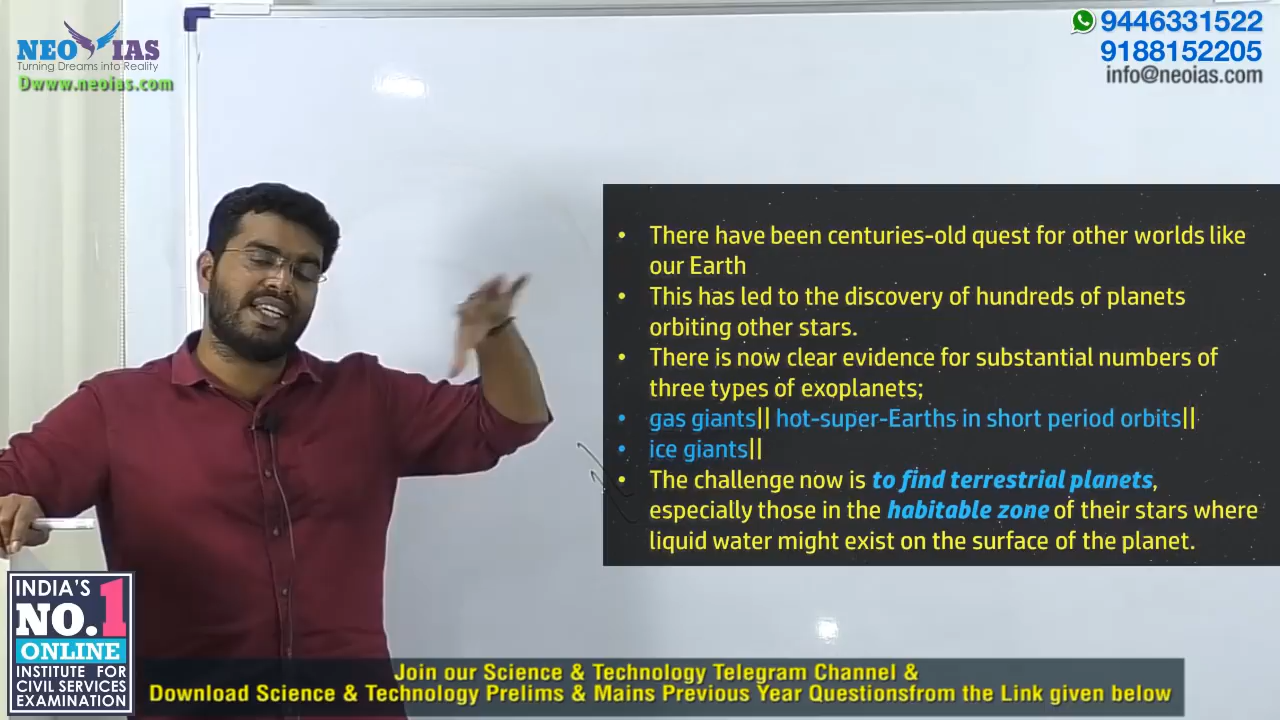 NEO IAS
Turning Dreams into Reality
Dwww.neoias.com
9446331522
9188152205
info@neoias.com
• There have been centuries-old quest for other worlds like
our Earth
• This has led to the discovery of hundreds of planets
orbiting other stars.
• There is now clear evidence for substantial numbers of
three types of exoplanets;
• gas giants|| hot-super-Earths in short period orbits||
• ice giants||
• The challenge now is to find terrestrial planets,
especially those in the habitable zone of their stars where
liquid water might exist on the surface of the planet.
INDIA'S
NO.1
ONLINE
INSTITUTE FOR
CIVIL SERVICES
EXAMINATION
Join our Science & Technology Telegram Channel &
Download Science & Technology Prelims & Mains Previous Year Questionsfrom the Link given below